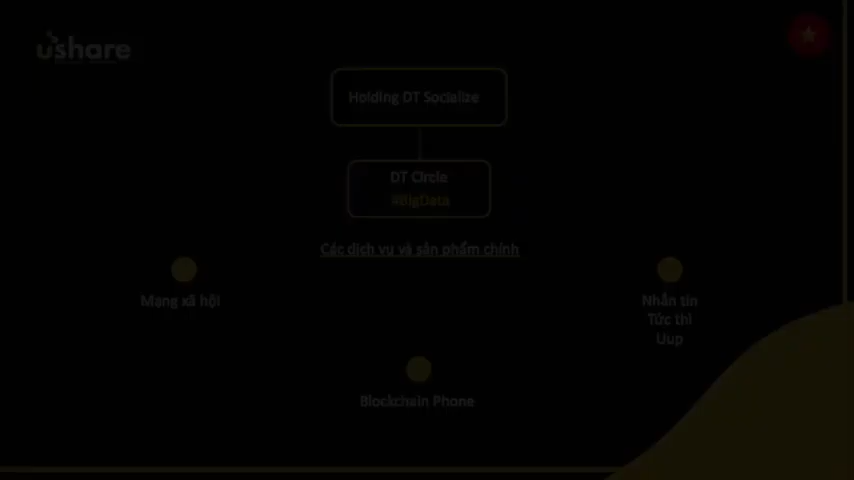 u'share
Holding DT Socialize
DT Circle
#BigData
Các dịch vụ và sản phẩm chính
Mạng xã hội
Nhắn tin
Tức thì
Uup
Blockchain Phone